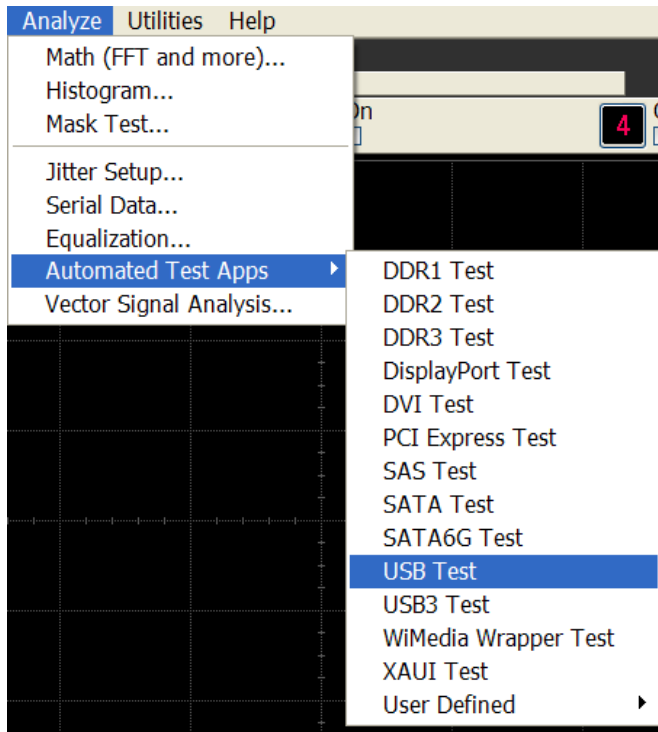 Analyze Utilities Help
Math (FFT and more)...
Histogram...
Mask Test...
4
Jitter Setup...
Serial Data...
Equalization...
Automated Test Apps
Vector Signal Analysis...
DDR1 Test
DDR2 Test
DDR3 Test
DisplayPort Test
DVI Test
PCI Express Test
SAS Test
SATA Test
SATA6G Test
USB Test
USB3 Test
WiMedia Wrapper Test
XAUI Test
User Defined